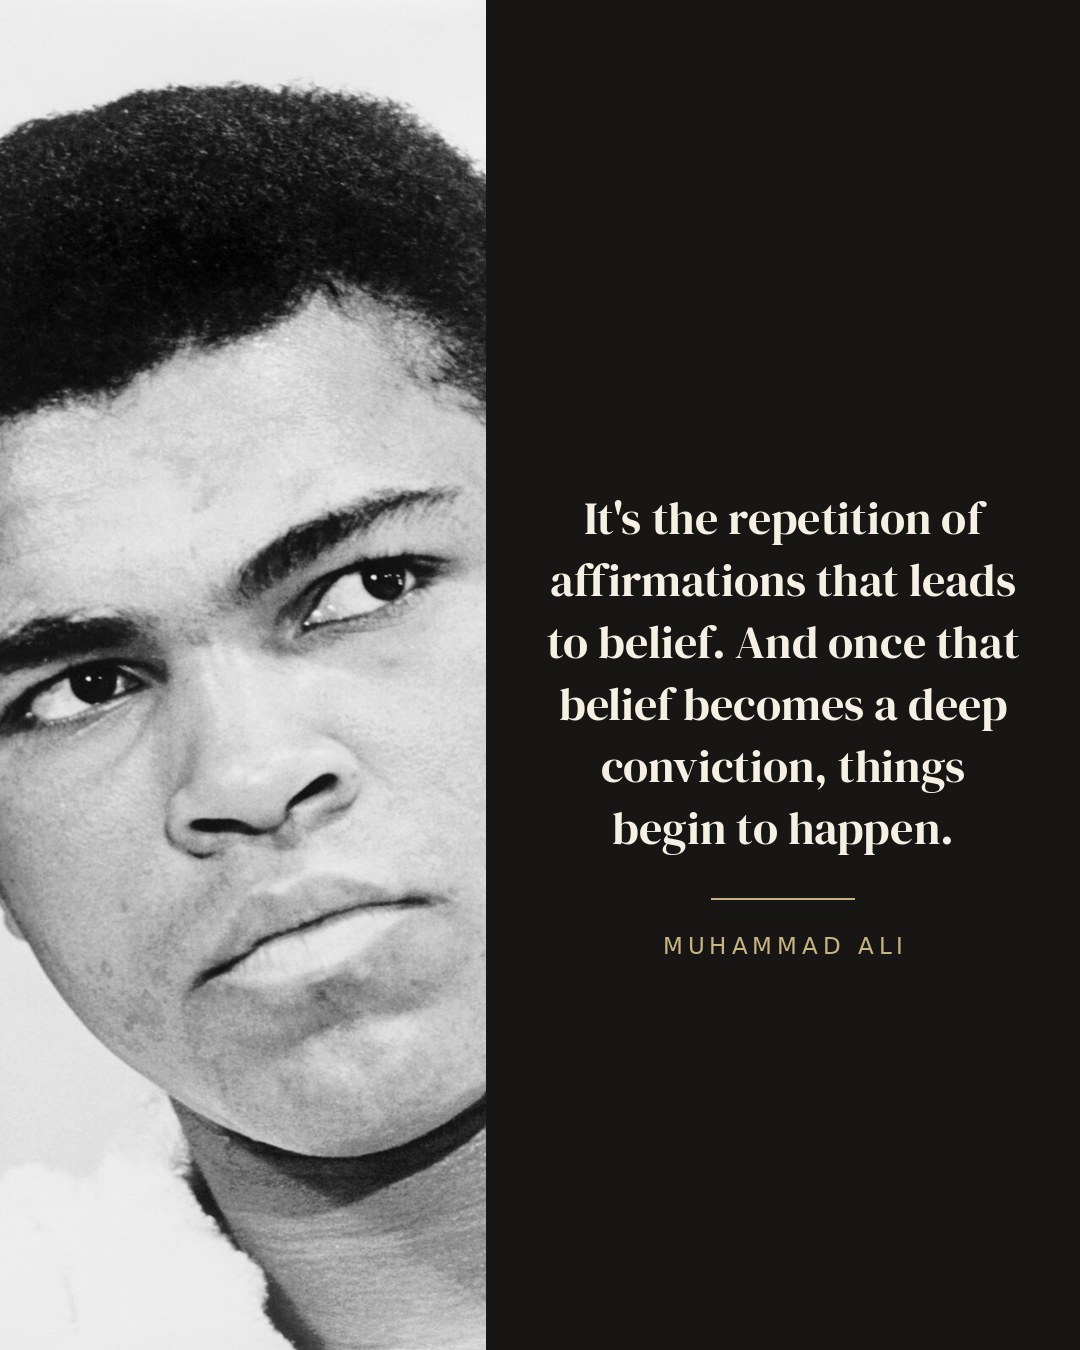 It's the repetition of
affirmations that leads
to belief. And once that
belief becomes a deep
conviction, things
begin to happen.
MUHAMMAD ALI